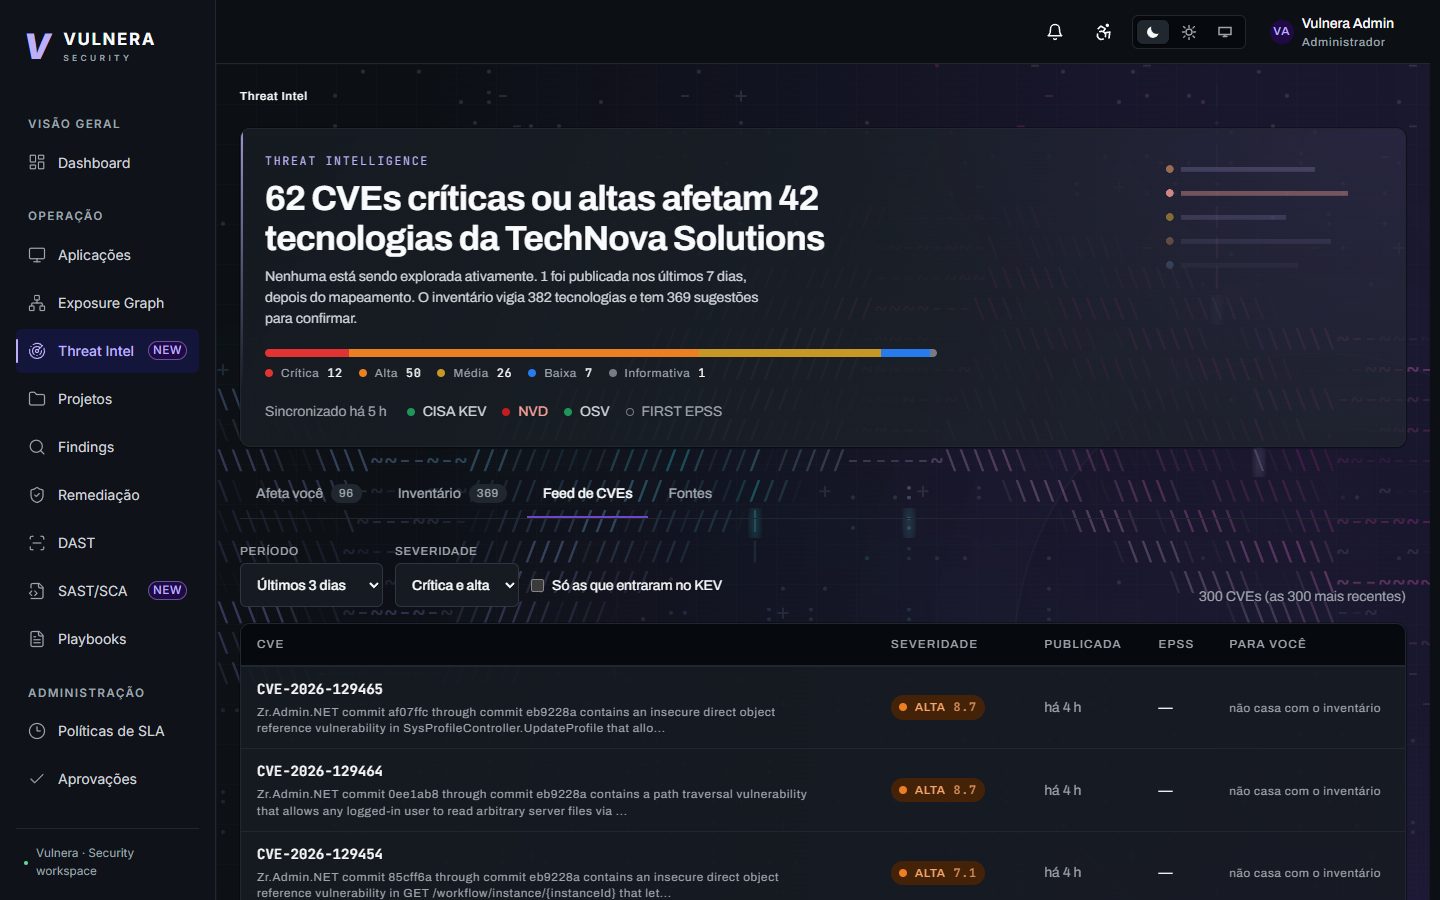 VULNERA
SECURITY
VISÃO GERAL
Dashboard
OPERAÇÃO
Aplicações
Exposure Graph
Threat Intel NEW
Projetos
Findings
Remediação
DAST
SAST/SCA NEW
Playbooks
ADMINISTRAÇÃO
Políticas de SLA
Aprovações
Vulnera · Security
workspace
VA
Vulnera Admin
Administrador
Threat Intel
THREAT INTELLIGENCE
62 CVEs críticas ou altas afetam 42
tecnologias da TechNova Solutions
Nenhuma está sendo explorada ativamente. 1 foi publicada nos últimos 7 dias,
depois do mapeamento. O inventário vigia 382 tecnologias e tem 369 sugestões
para confirmar.
Crítica 12 Alta 50 Média 26 Baixa 7 Informativa 1
Sincronizado há 5 h CISA KEV NVD OSV FIRST EPSS
Afeta você 96 Inventário 369 Feed de CVEs Fontes
PERÍODO SEVERIDADE
Últimos 3 dias Crítica e alta Só as que entraram no KEV
300 CVEs (as 300 mais recentes)
CVE SEVERIDADE PUBLICADA EPSS PARA VOCÊ
CVE-2026-129465
Zr.Admin.NET commit af07ffc through commit eb9228a contains an insecure direct object
reference vulnerability in SysProfileController.UpdateProfile that allo...
ALTA 8.7 há 4 h — não casa com o inventário
CVE-2026-129464
Zr.Admin.NET commit 0ee1ab8 through commit eb9228a contains a path traversal vulnerability
that allows any logged-in user to read arbitrary server files via ...
ALTA 8.7 há 4 h — não casa com o inventário
CVE-2026-129454
Zr.Admin.NET commit 85cff6a through commit eb9228a contains an insecure direct object
reference vulnerability in GET /workflow/instance/{instanceId} that let...
ALTA 7.1 há 4 h — não casa com o inventário